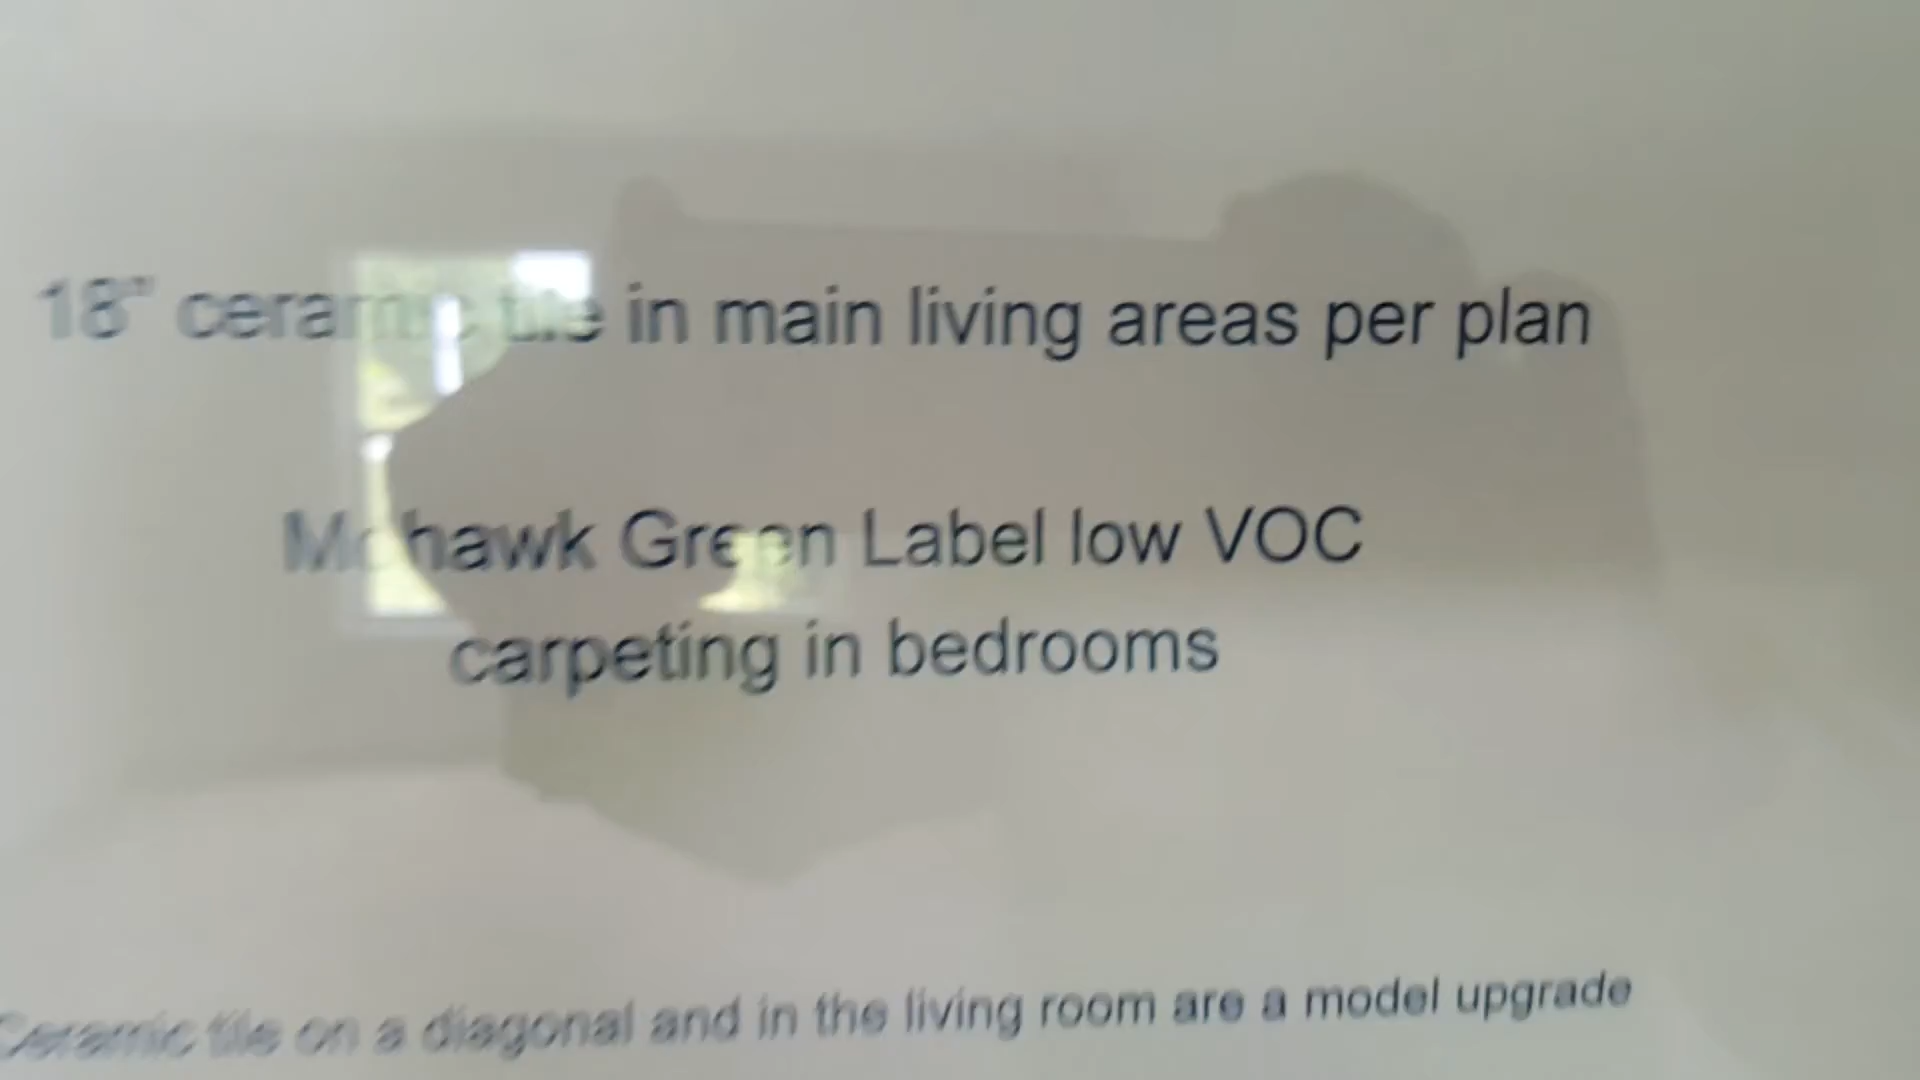 18" ceramic tile in main living areas per plan
Mohawk Green Label low VOC
carpeting in bedrooms
Ceramic tile on a diagonal and in the living room are a model upgrade